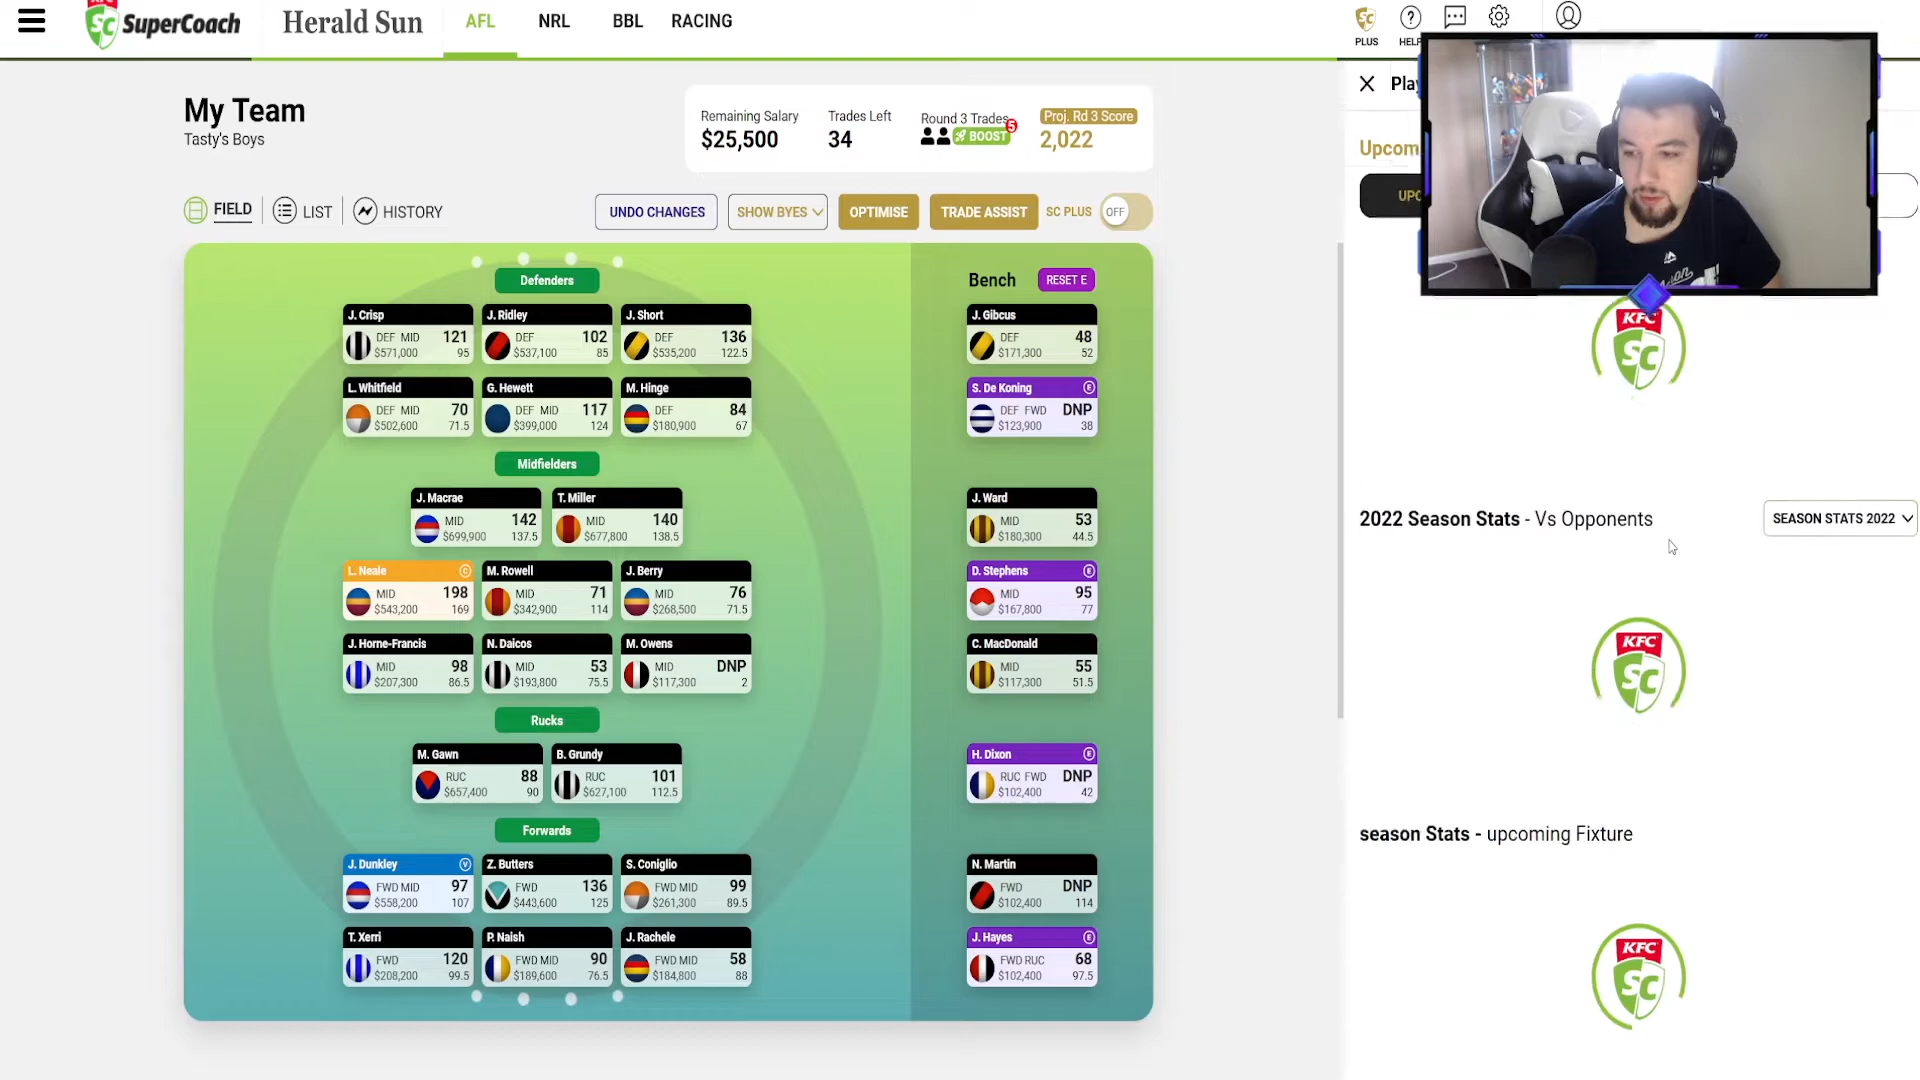 KFC SC SuperCoach Herald Sun AFL NRL BBL RACING
PLUS HELP
My Team
Tasty's Boys
Remaining Salary
$25,500
Trades Left
34
Round 3 Trades 5
BOOST
Proj. Rd 3 Score
2,022
FIELD LIST HISTORY
UNDO CHANGES SHOW BYES OPTIMISE TRADE ASSIST SC PLUS OFF
Defenders
Bench RESET E
J. Crisp
DEF MID 121
$571,000 95
J. Ridley
DEF 102
$537,100 85
J. Short
DEF 136
$535,200 122.5
J. Gibcus
DEF 48
$171,300 52
L. Whitfield
DEF MID 70
$502,600 71.5
G. Hewett
DEF MID 117
$399,000 124
M. Hinge
DEF 84
$180,900 67
S. De Koning E
DEF FWD DNP
$123,900 38
Midfielders
J. Macrae
MID 142
$699,900 137.5
T. Miller
MID 140
$677,800 138.5
J. Ward
MID 53
$180,300 44.5
L. Neale C
MID 198
$543,200 169
M. Rowell
MID 71
$342,900 114
J. Berry
MID 76
$268,500 71.5
D. Stephens E
MID 95
$167,800 77
J. Horne-Francis
MID 98
$207,300 86.5
N. Daicos
MID 53
$193,800 75.5
M. Owens
MID DNP
$117,300 2
C. MacDonald
MID 55
$117,300 51.5
Rucks
M. Gawn
RUC 88
$657,400 90
B. Grundy
RUC 101
$627,100 112.5
H. Dixon E
RUC FWD DNP
$102,400 42
Forwards
J. Dunkley V
FWD MID 97
$558,200 107
Z. Butters
FWD 136
$443,600 125
S. Coniglio
FWD MID 99
$261,300 89.5
N. Martin
FWD DNP
$102,400 114
T. Xerri
FWD 120
$208,200 99.5
P. Naish
FWD MID 90
$189,600 76.5
J. Rachele
FWD MID 58
$184,800 88
J. Hayes E
FWD RUC 68
$102,400 97.5
KFC
SC
2022 Season Stats - Vs Opponents SEASON STATS 2022
KFC
SC
season Stats - upcoming Fixture
KFC
SC